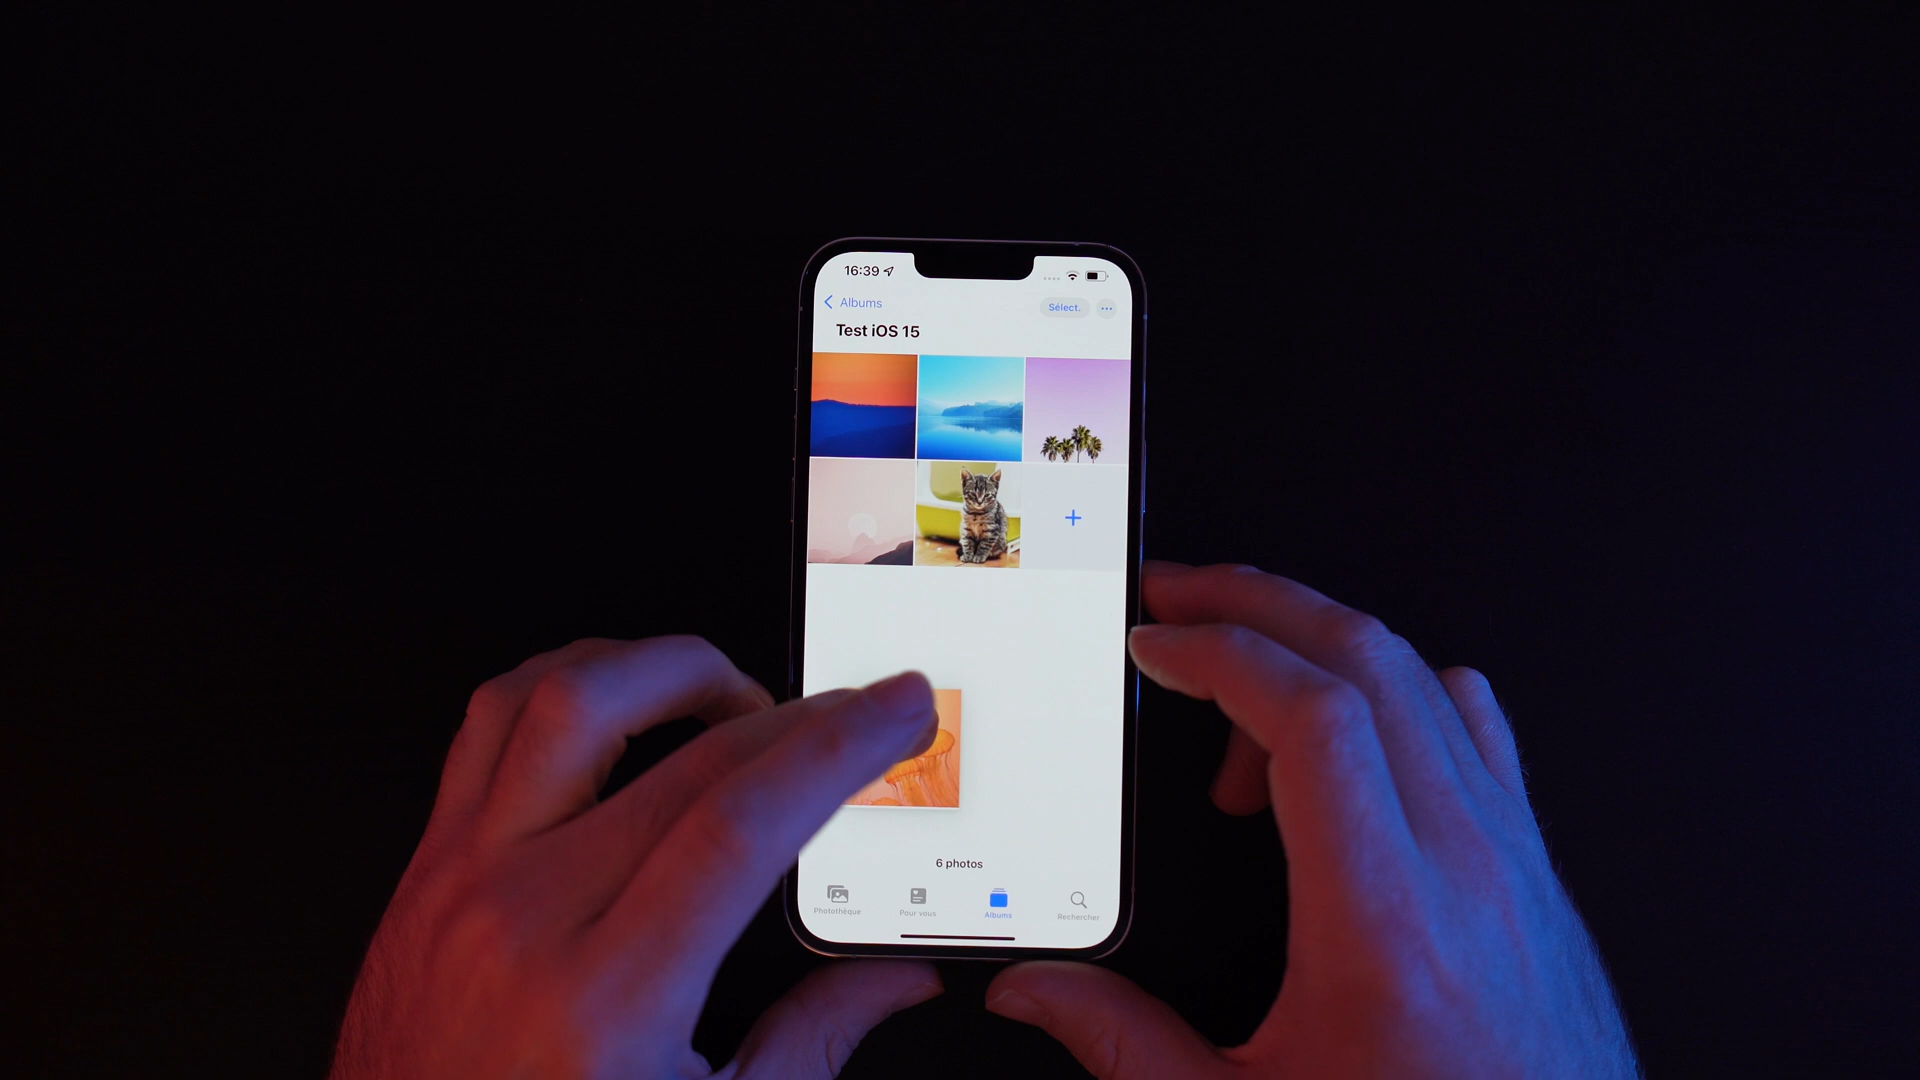 16:39
Albums
Sélect.
Test iOS 15
6 photos
Photothèque
Pour vous
Albums
Rechercher